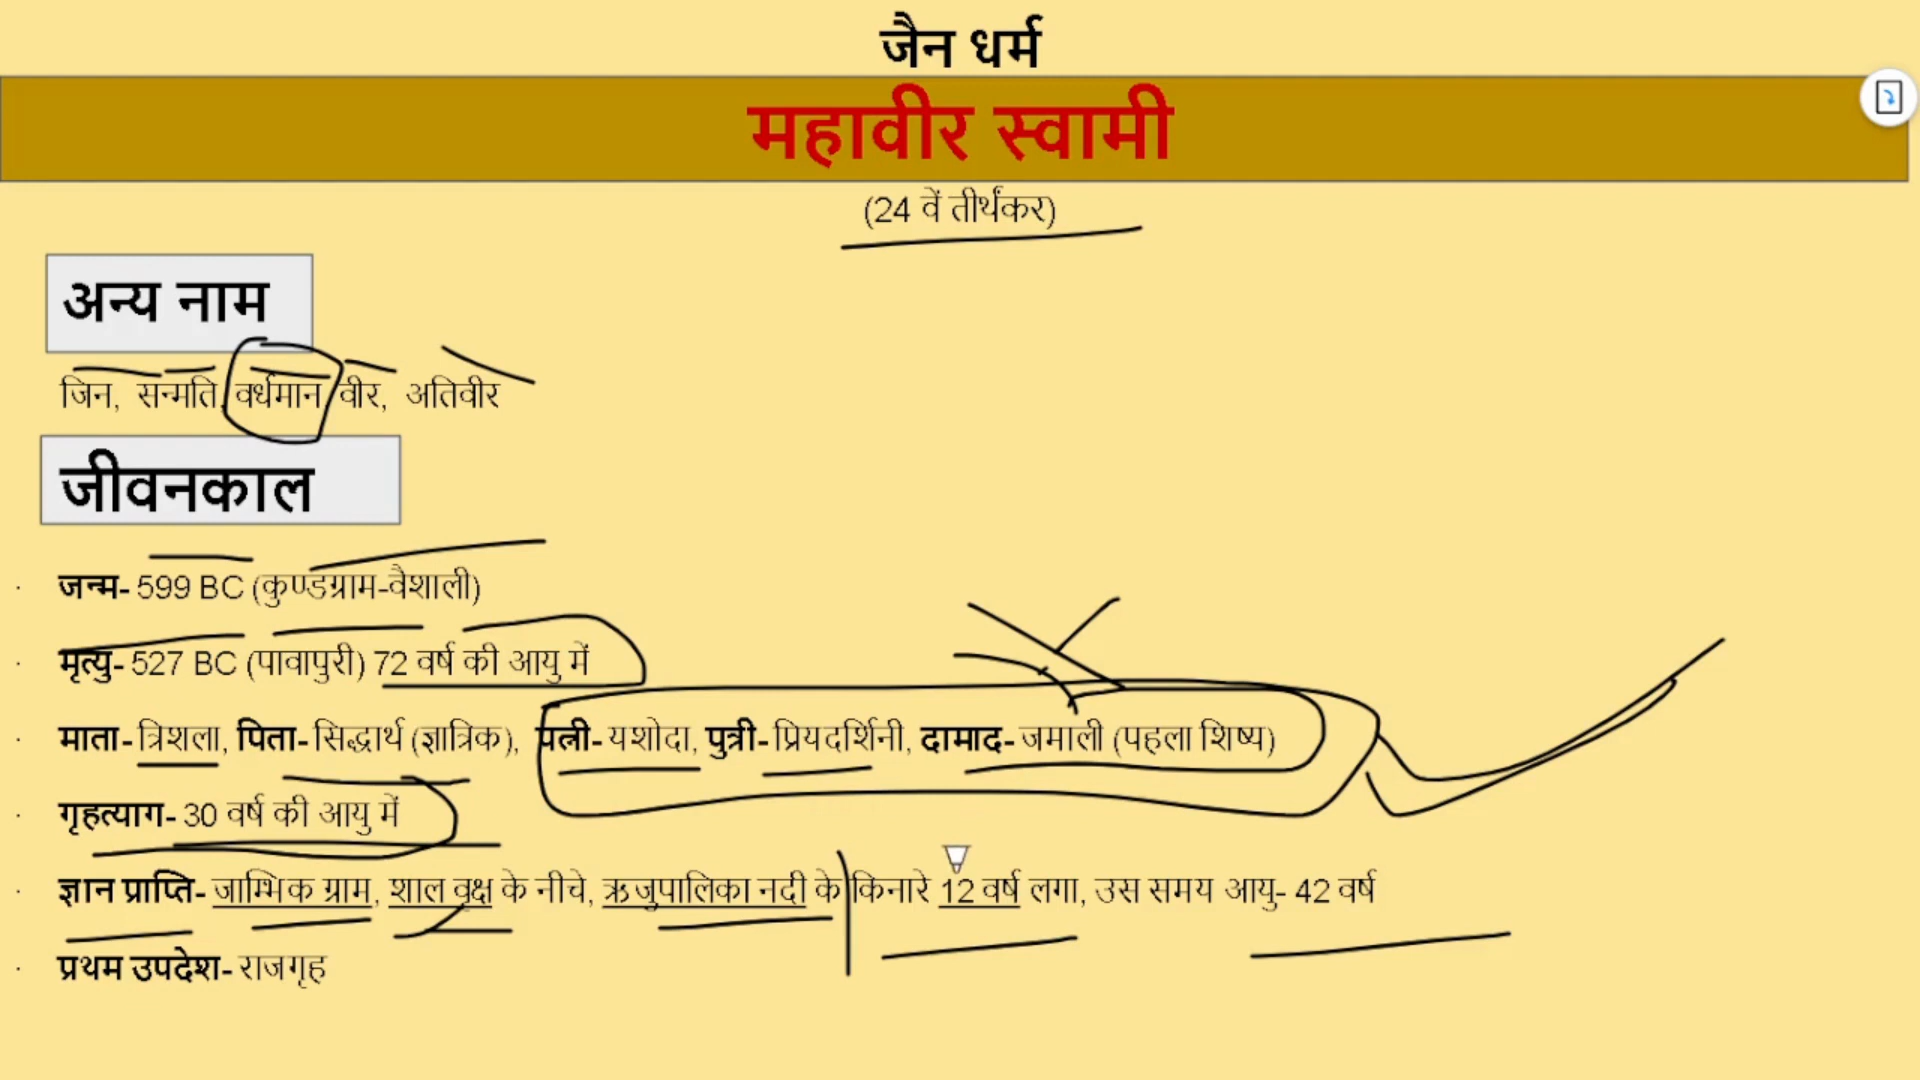 जैन धर्म
महावीर स्वामी
(24 वें तीर्थंकर)
अन्य नाम
जिन, सन्मति, वर्धमान वीर, अतिवीर
जीवनकाल
· जन्म- 599 BC (कुण्डग्राम-वैशाली)
· मृत्यु- 527 BC (पावापुरी) 72 वर्ष की आयु में
· माता- त्रिशला, पिता- सिद्धार्थ (ज्ञात्रिक), पत्नी- यशोदा, पुत्री- प्रियदर्शिनी, दामाद- जमाली (पहला शिष्य)
· गृहत्याग- 30 वर्ष की आयु में
· ज्ञान प्राप्ति- जाम्भिक ग्राम, शाल वृक्ष के नीचे, ऋजुपालिका नदी के किनारे 12 वर्ष लगा, उस समय आयु- 42 वर्ष
· प्रथम उपदेश- राजगृह